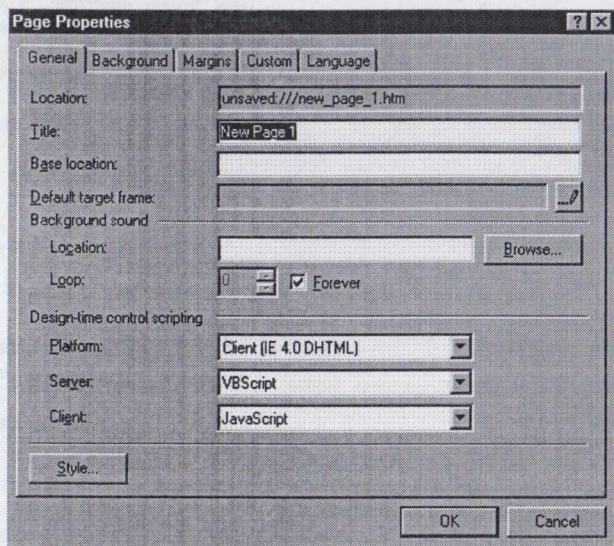 Page Properties
General Background Margins Custom Language
Location: unsaved:///new_page_1.htm
Title: New Page 1
Base location:
Default target frame:
Background sound
Location: Browse...
Loop: 0 Forever
Design-time control scripting
Platform: Client (IE 4.0 DHTML)
Server: VBScript
Client: JavaScript
Style...
OK Cancel